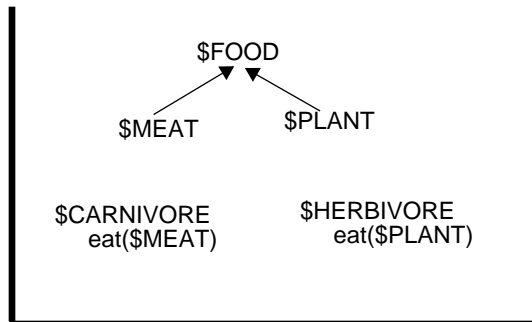 $FOOD
$MEAT $PLANT
$CARNIVORE $HERBIVORE
eat($MEAT) eat($PLANT)